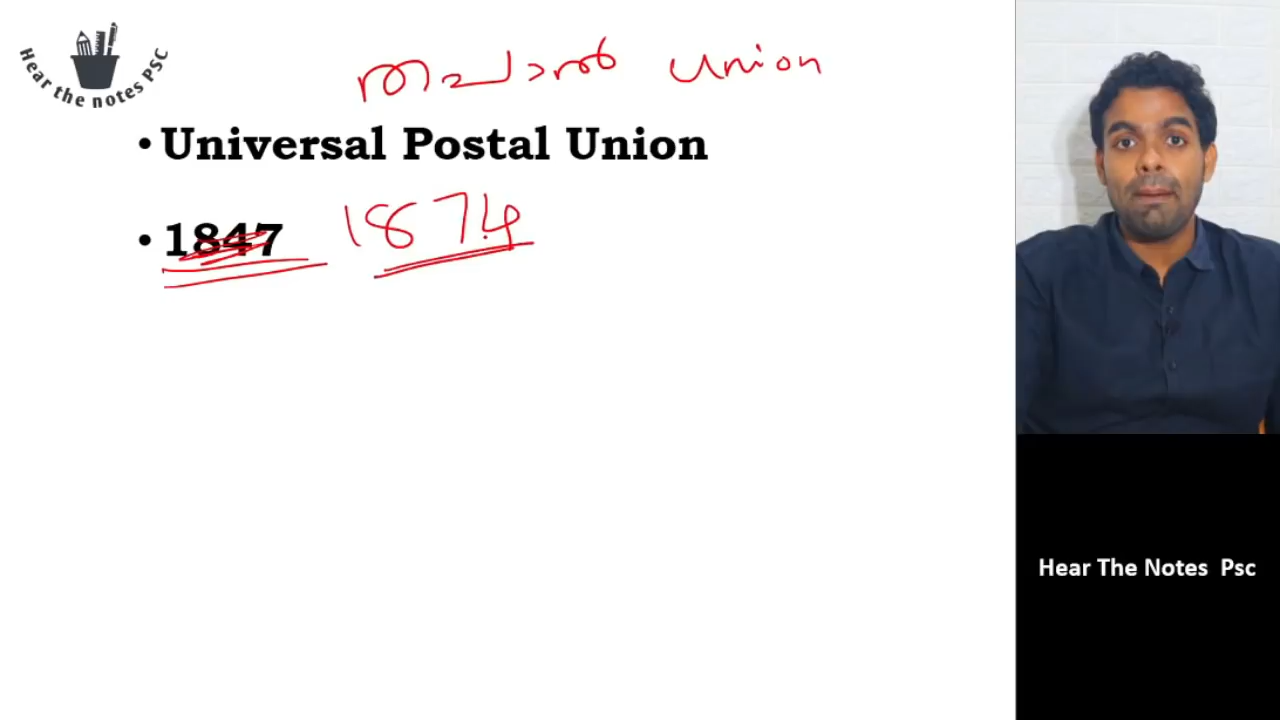 Hear the notes PSC
തപാൽ union
• Universal Postal Union
• 1847 1874
Hear The Notes Psc